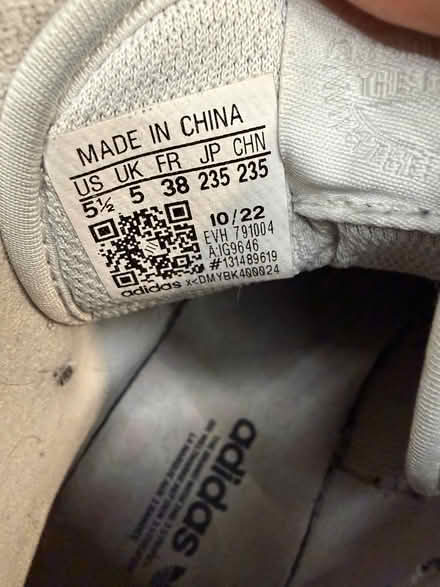 MADE IN CHINA
US UK FR JP CHN
5½ 5 38 235 235
10/22
EVH 791004
A:IG9646
#131489619
adidas X<DMYBK400024
adidas